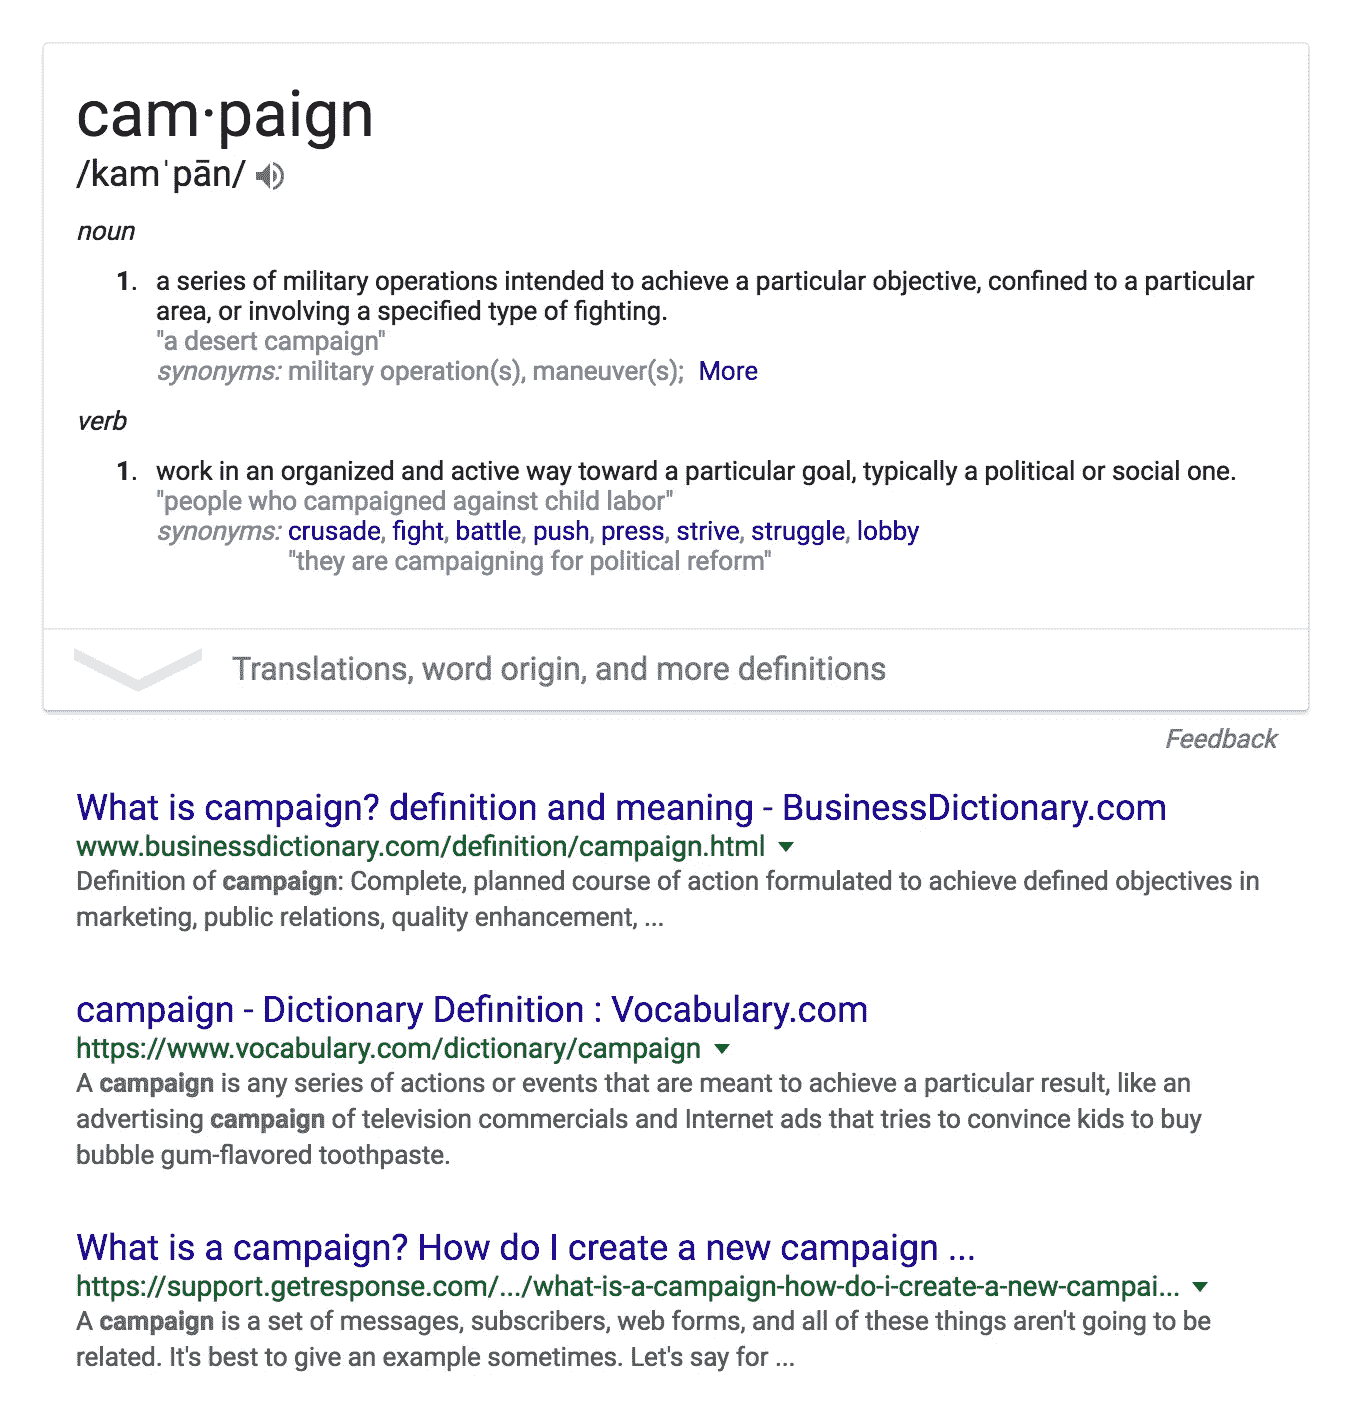 cam·paign
/kamˈpān/
noun
1. a series of military operations intended to achieve a particular objective, confined to a particular
area, or involving a specified type of fighting.
"a desert campaign"
synonyms: military operation(s), maneuver(s); More
verb
1. work in an organized and active way toward a particular goal, typically a political or social one.
"people who campaigned against child labor"
synonyms: crusade, fight, battle, push, press, strive, struggle, lobby
"they are campaigning for political reform"
Translations, word origin, and more definitions
Feedback
What is campaign? definition and meaning - BusinessDictionary.com
www.businessdictionary.com/definition/campaign.html
Definition of campaign: Complete, planned course of action formulated to achieve defined objectives in
marketing, public relations, quality enhancement, ...
campaign - Dictionary Definition : Vocabulary.com
https://www.vocabulary.com/dictionary/campaign
A campaign is any series of actions or events that are meant to achieve a particular result, like an
advertising campaign of television commercials and Internet ads that tries to convince kids to buy
bubble gum-flavored toothpaste.
What is a campaign? How do I create a new campaign ...
https://support.getresponse.com/.../what-is-a-campaign-how-do-i-create-a-new-campai...
A campaign is a set of messages, subscribers, web forms, and all of these things aren't going to be
related. It's best to give an example sometimes. Let's say for ...